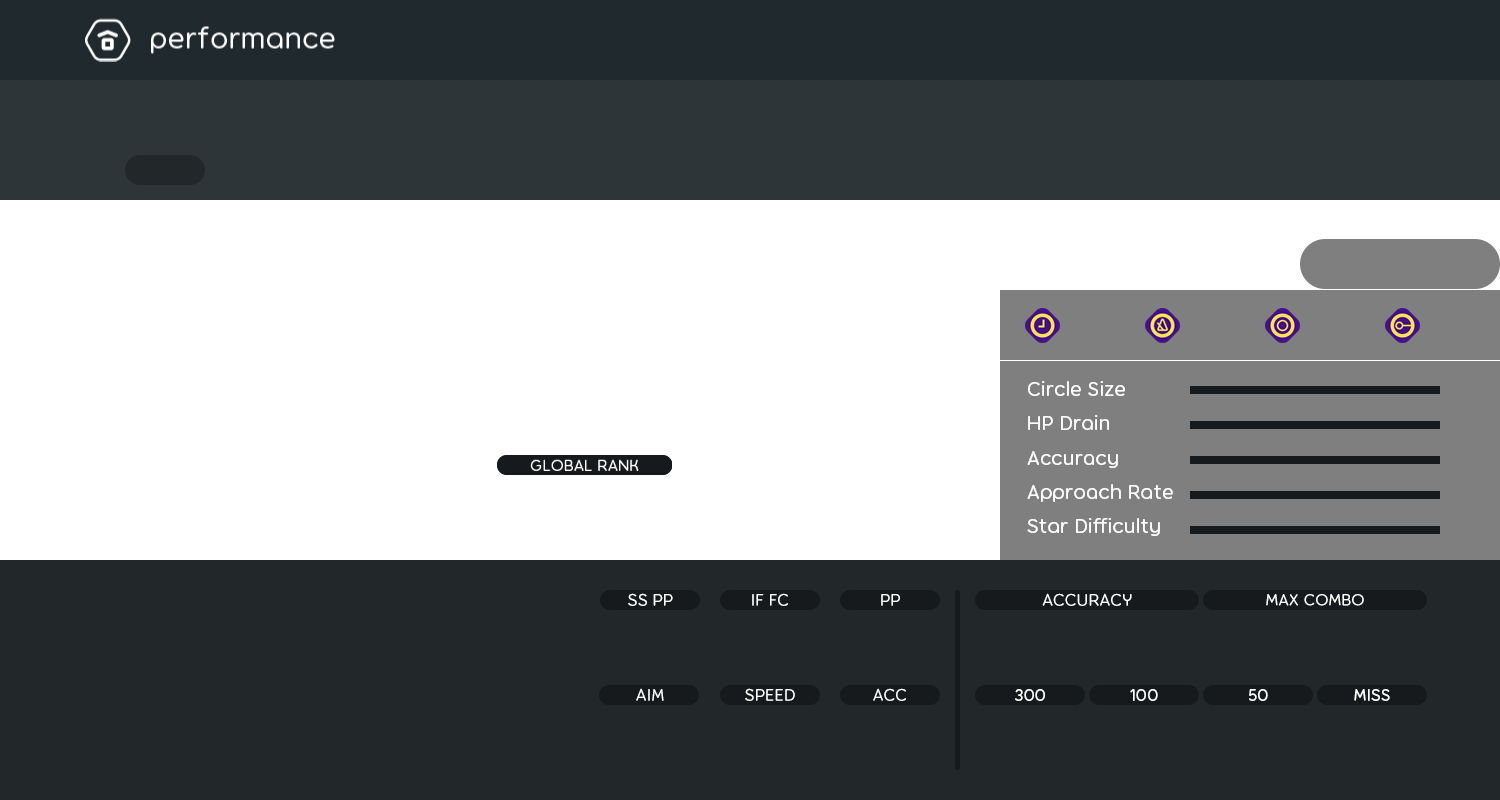 performance
Circle Size
HP Drain
Accuracy
Approach Rate
Star Difficulty
GLOBAL RANK
SS PP IF FC PP ACCURACY MAX COMBO
AIM SPEED ACC 300 100 50 MISS